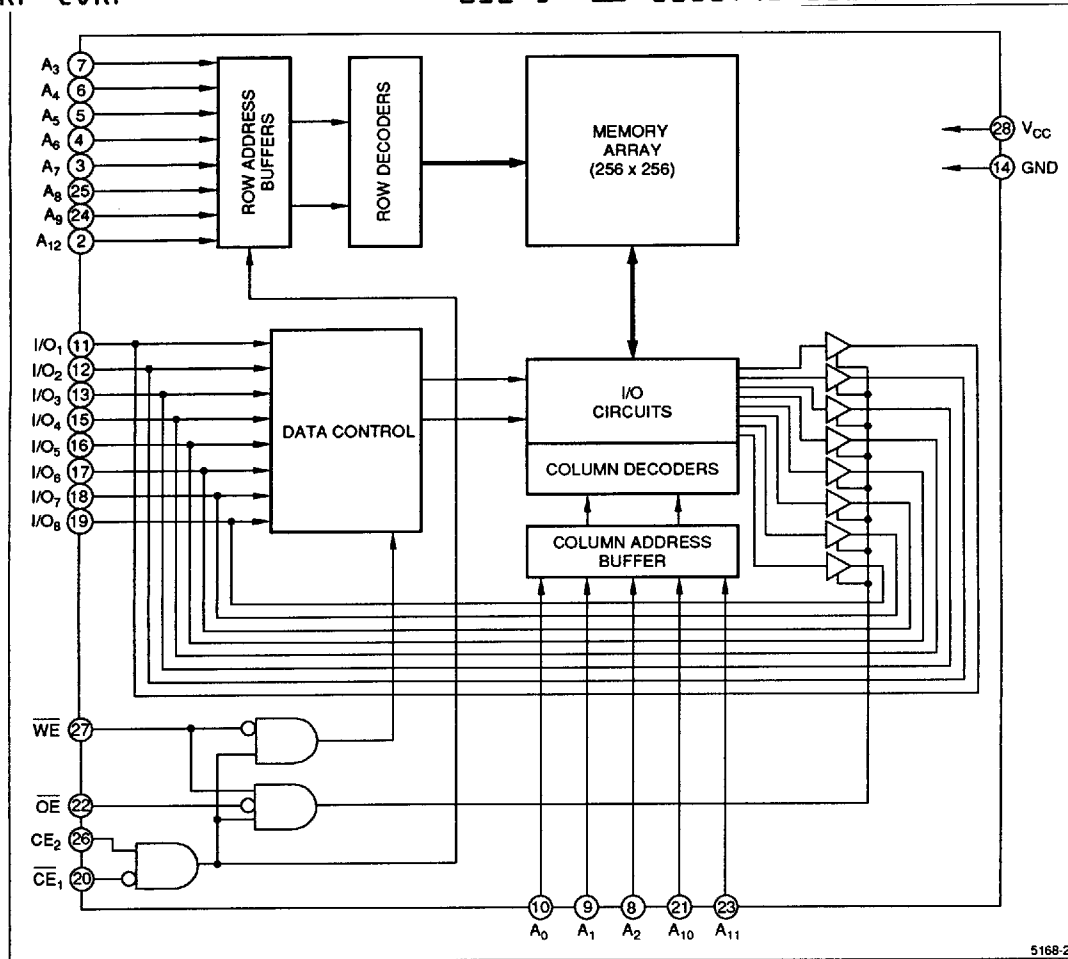 A3 7
A4 6
A5 5
A6 4
A7 3
A8 25
A9 24
A12 2
ROW ADDRESS
BUFFERS
ROW DECODERS
MEMORY
ARRAY
(256 x 256)
28 VCC
14 GND
I/O1 11
I/O2 12
I/O3 13
I/O4 15
I/O5 16
I/O6 17
I/O7 18
I/O8 19
DATA CONTROL
I/O
CIRCUITS
COLUMN DECODERS
COLUMN ADDRESS
BUFFER
WE 27
OE 22
CE2 26
CE1 20
10 9 8 21 23
A0 A1 A2 A10 A11
5168-2